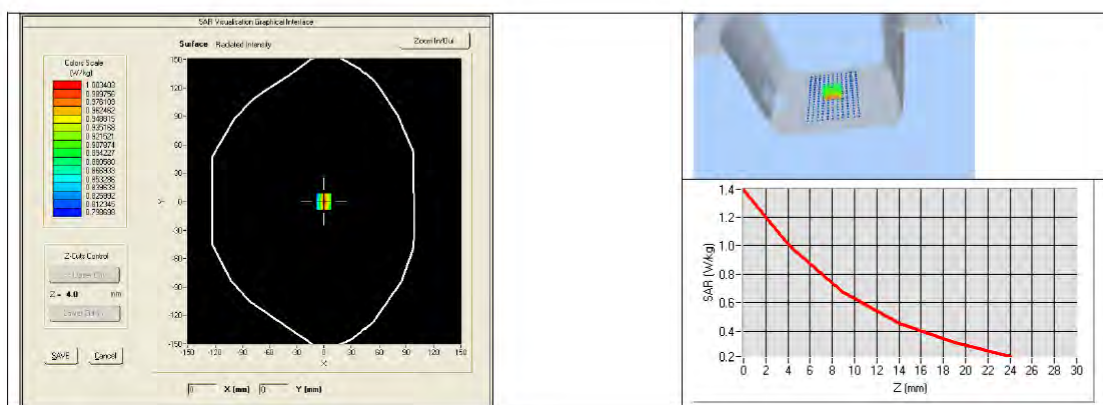 SAR Visualisation Graphical Interface
Surface Radiated Intensity
Zoom In/Out
Colors Scale
(W/kg)
1.003403
0.989756
0.976109
0.962462
0.948815
0.935168
0.921521
0.907874
0.894227
0.880580
0.866933
0.853286
0.839639
0.825992
0.812345
0.798698
Z-Cuts Control
Z = 4.0 mm
SAVE Cancel
150
120
90
60
30
Y 0
-30
-60
-90
-120
-150
-150 -120 -90 -60 -30 0 30 60 90 120 150
X
0 X (mm) 0 Y (mm)
SAR (W/kg)
1.4
1.2
1.0
0.8
0.6
0.4
0.2
0 2 4 6 8 10 12 14 16 18 20 22 24 26 28 30
Z (mm)